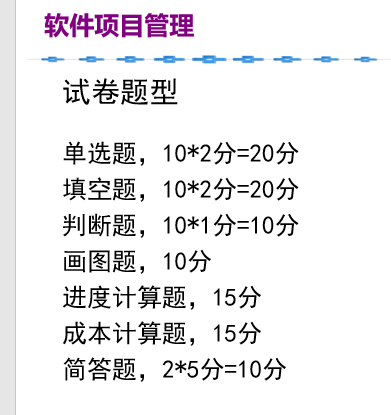 软件项目管理
试卷题型
单选题，10*2分=20分
填空题，10*2分=20分
判断题，10*1分=10分
画图题，10分
进度计算题，15分
成本计算题，15分
简答题，2*5分=10分